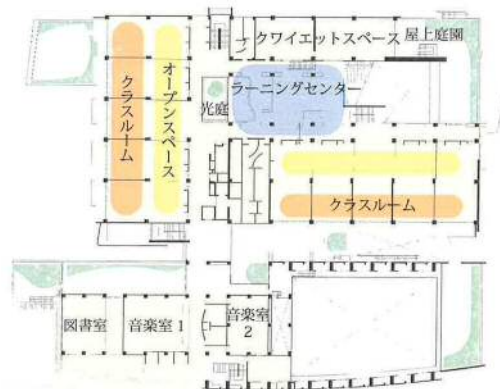 クワイエットスペース
屋上庭園
ラーニングセンター
光庭
クラスルーム
オープンスペース
クラスルーム
図書室
音楽室 1
音楽室
2